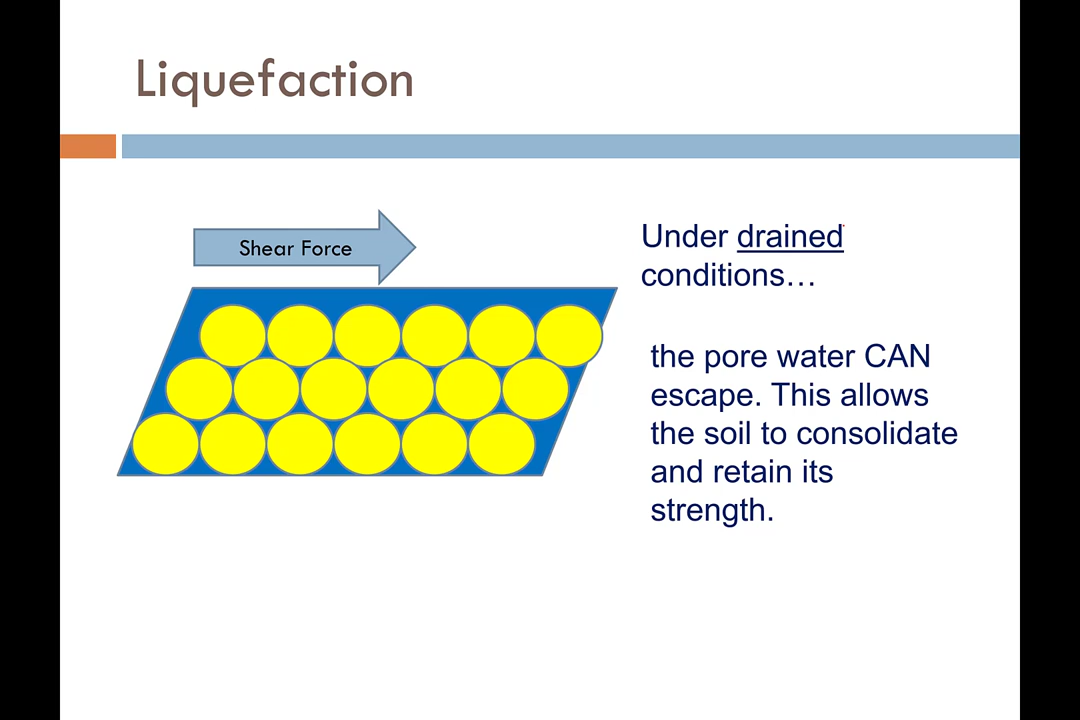 Liquefaction
Shear Force
Under drained
conditions…
the pore water CAN
escape. This allows
the soil to consolidate
and retain its
strength.